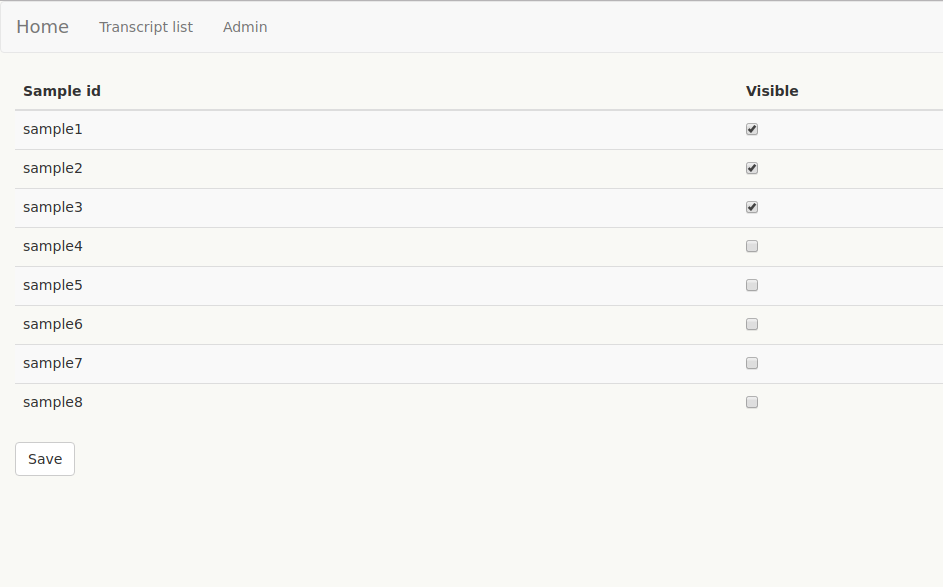 Home Transcript list Admin
Sample id Visible
sample1
sample2
sample3
sample4
sample5
sample6
sample7
sample8
Save